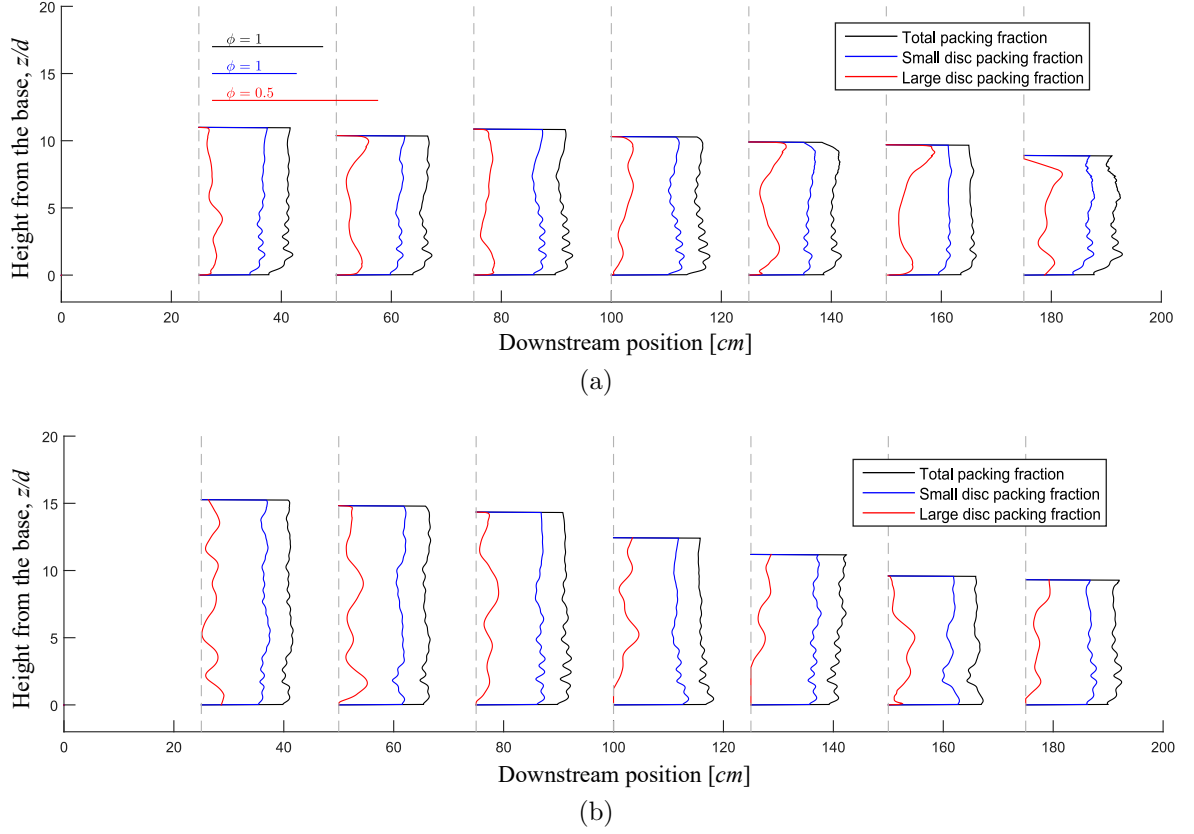 20
15
10
5
0
Height from the base, z/d
ϕ = 1
ϕ = 1
ϕ = 0.5
Total packing fraction
Small disc packing fraction
Large disc packing fraction
0 20 40 60 80 100 120 140 160 180 200
Downstream position [cm]
(a)
20
15
10
5
0
Height from the base, z/d
Total packing fraction
Small disc packing fraction
Large disc packing fraction
0 20 40 60 80 100 120 140 160 180 200
Downstream position [cm]
(b)